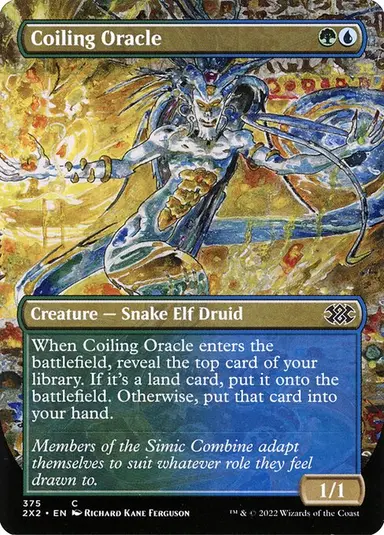 Coiling Oracle
Creature — Snake Elf Druid
When Coiling Oracle enters the
battlefield, reveal the top card of your
library. If it's a land card, put it onto the
battlefield. Otherwise, put that card into
your hand.
Members of the Simic Combine adapt
themselves to suit whatever role they feel
drawn to.
1/1
375 C
2X2 • EN Richard Kane Ferguson
™ & © 2022 Wizards of the Coast